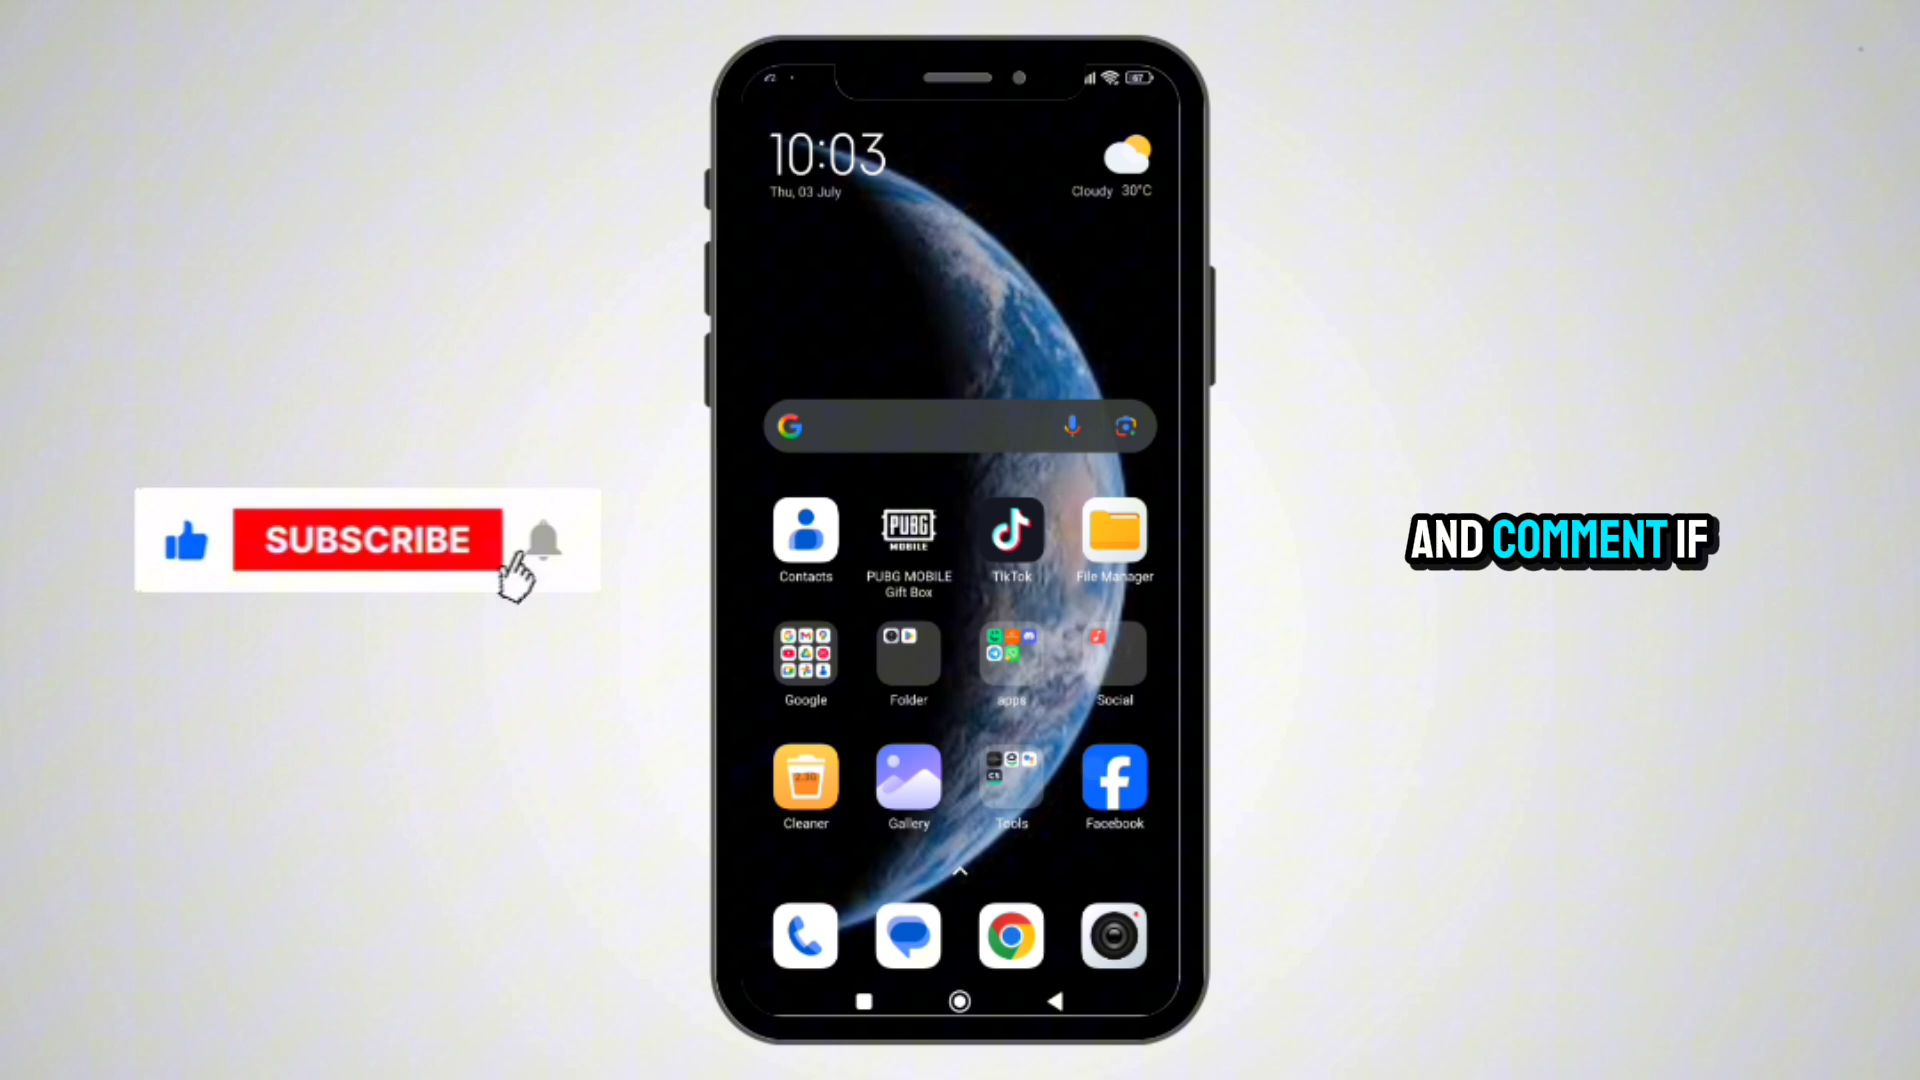 67
10:03
Thu, 03 July
Cloudy 30°C
SUBSCRIBE
AND COMMENT IF
PUBG
MOBILE
Contacts
PUBG MOBILE
Gift Box
TikTok
File Manager
Google
Folder
apps
Social
Cleaner
Gallery
Tools
Facebook